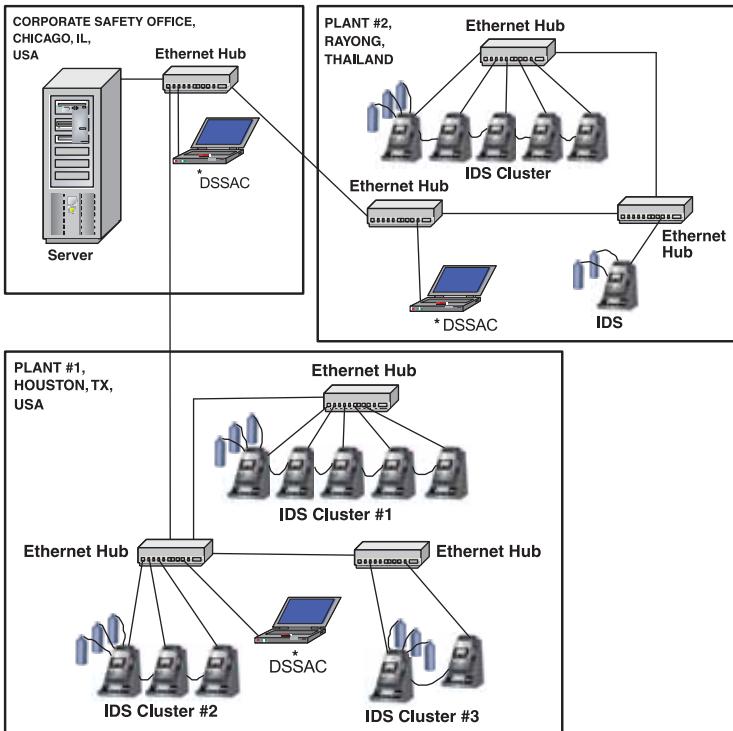 CORPORATE SAFETY OFFICE,
CHICAGO, IL,
USA
Ethernet Hub
*
DSSAC
Server
PLANT #2,
RAYONG,
THAILAND
Ethernet Hub
IDS Cluster
Ethernet Hub
Ethernet
Hub
* DSSAC
IDS
PLANT #1,
HOUSTON, TX,
USA
Ethernet Hub
IDS Cluster #1
Ethernet Hub
Ethernet Hub
*
DSSAC
IDS Cluster #2
IDS Cluster #3